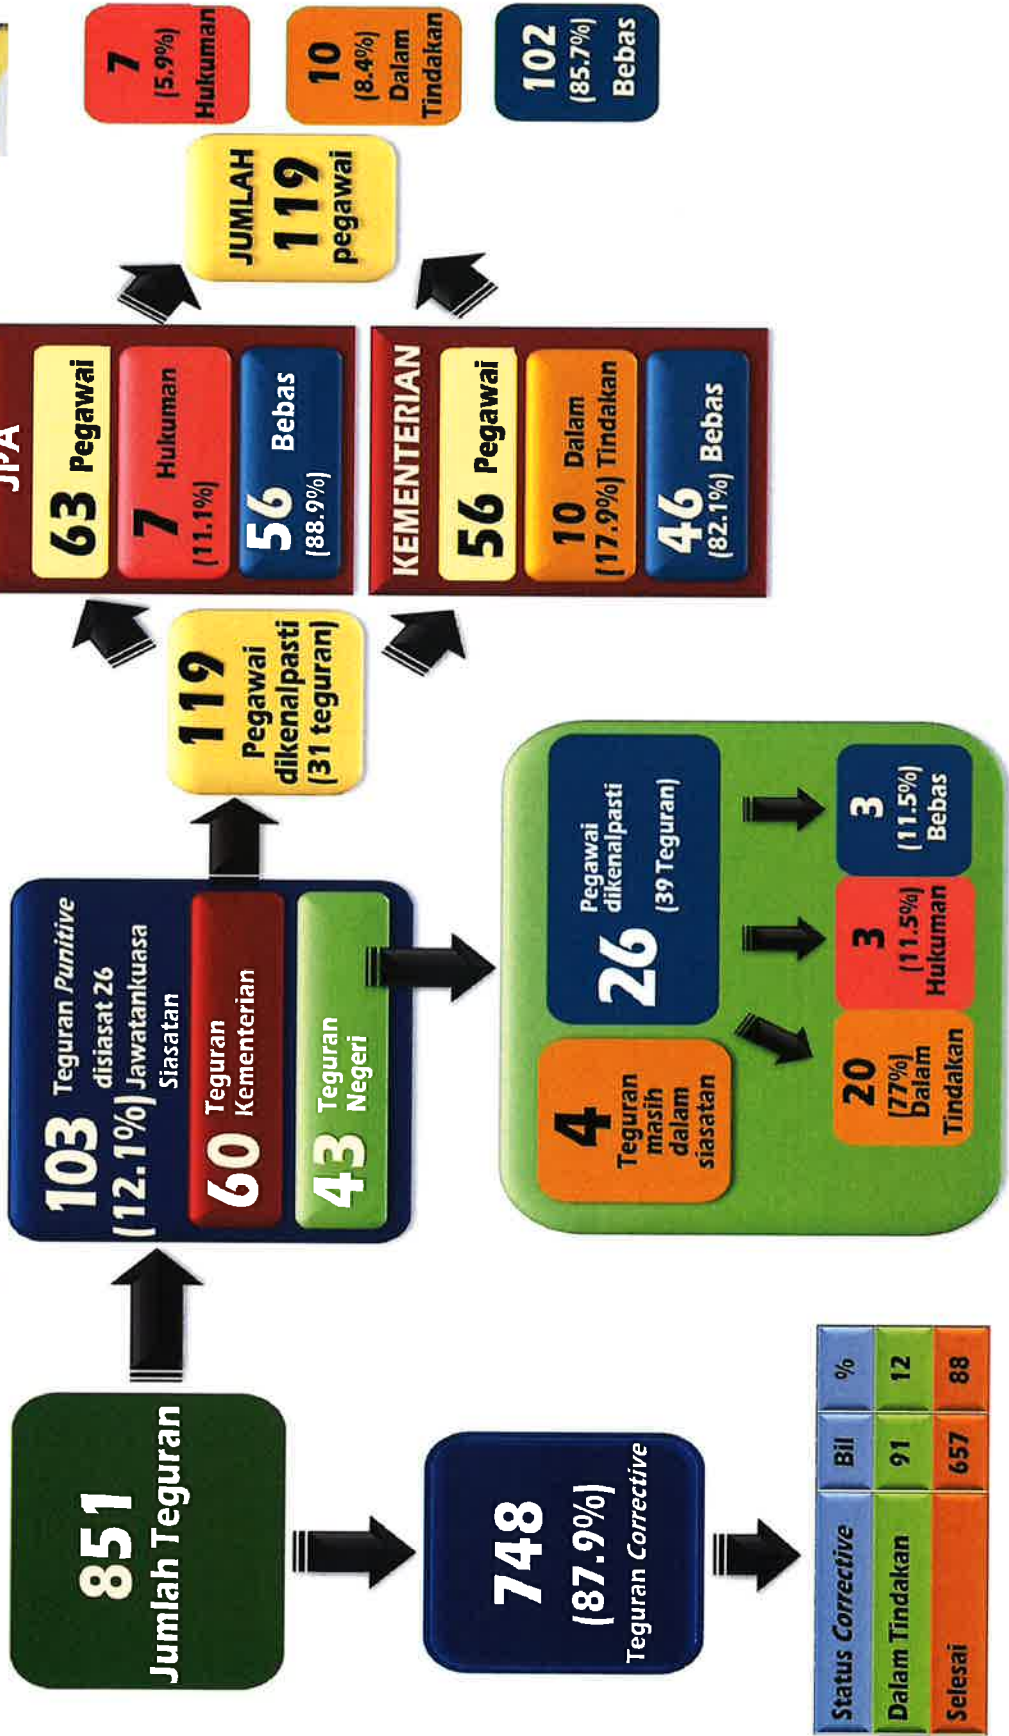 851
Jumlah Teguran
748
(87.9%)
Teguran Corrective
Status Corrective Bil %
Dalam Tindakan 91 12
Selesai 657 88
103 Teguran Punitive
disiasat 26
(12.1%) Jawatankuasa
Siasatan
60 Teguran
Kementerian
43 Teguran
Negeri
4
Teguran
masih
dalam
siasatan
26 Pegawai
dikenalpasti
(39 Teguran)
20
(77%)
Dalam
Tindakan
3
(11.5%)
Hukuman
3
(11.5%)
Bebas
119
Pegawai
dikenalpasti
(31 teguran)
JPA
63 Pegawai
7 Hukuman
(11.1%)
56 Bebas
(88.9%)
KEMENTERIAN
56 Pegawai
10 Dalam
(17.9%) Tindakan
46
(82.1%) Bebas
JUMLAH
119
pegawai
7
(5.9%)
Hukuman
10
(8.4%)
Dalam
Tindakan
102
(85.7%)
Bebas